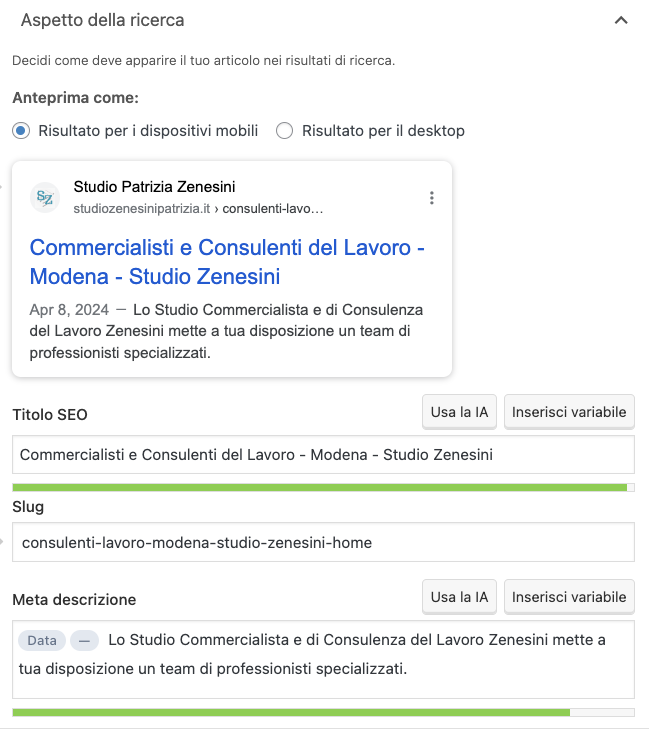 Aspetto della ricerca
Decidi come deve apparire il tuo articolo nei risultati di ricerca.
Anteprima come:
Risultato per i dispositivi mobili
Risultato per il desktop
SZ
Studio Patrizia Zenesini
studiozenesinipatrizia.it › consulenti-lavo…
Commercialisti e Consulenti del Lavoro -
Modena - Studio Zenesini
Apr 8, 2024 — Lo Studio Commercialista e di Consulenza
del Lavoro Zenesini mette a tua disposizione un team di
professionisti specializzati.
Titolo SEO
Usa la IA
Inserisci variabile
Commercialisti e Consulenti del Lavoro - Modena - Studio Zenesini
Slug
consulenti-lavoro-modena-studio-zenesini-home
Meta descrizione
Usa la IA
Inserisci variabile
Data — Lo Studio Commercialista e di Consulenza del Lavoro Zenesini mette a
tua disposizione un team di professionisti specializzati.